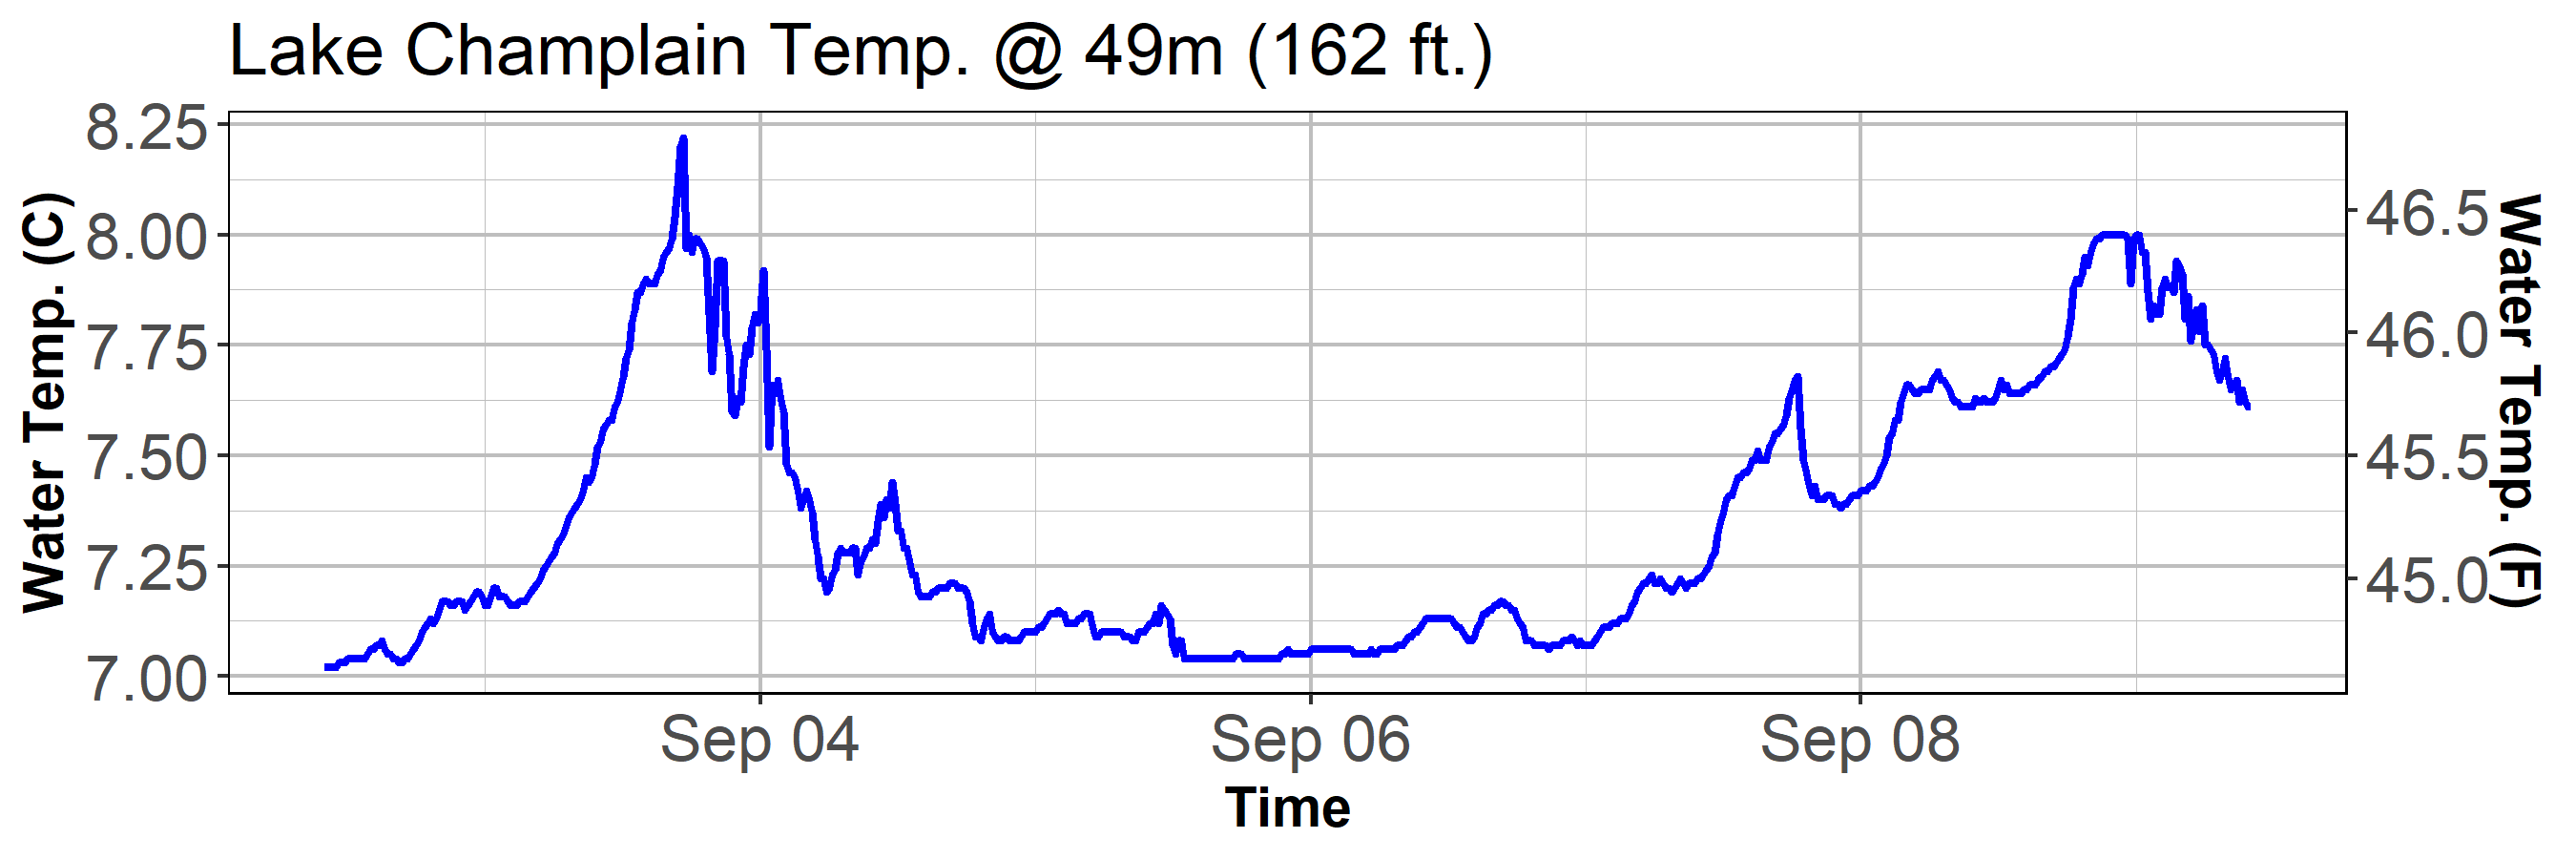 Lake Champlain Temp. @ 49m (162 ft.)
Water Temp. (C)
8.25
8.00
7.75
7.50
7.25
7.00
46.5
46.0
45.5
45.0
Water Temp. (F)
Sep 04
Sep 06
Sep 08
Time